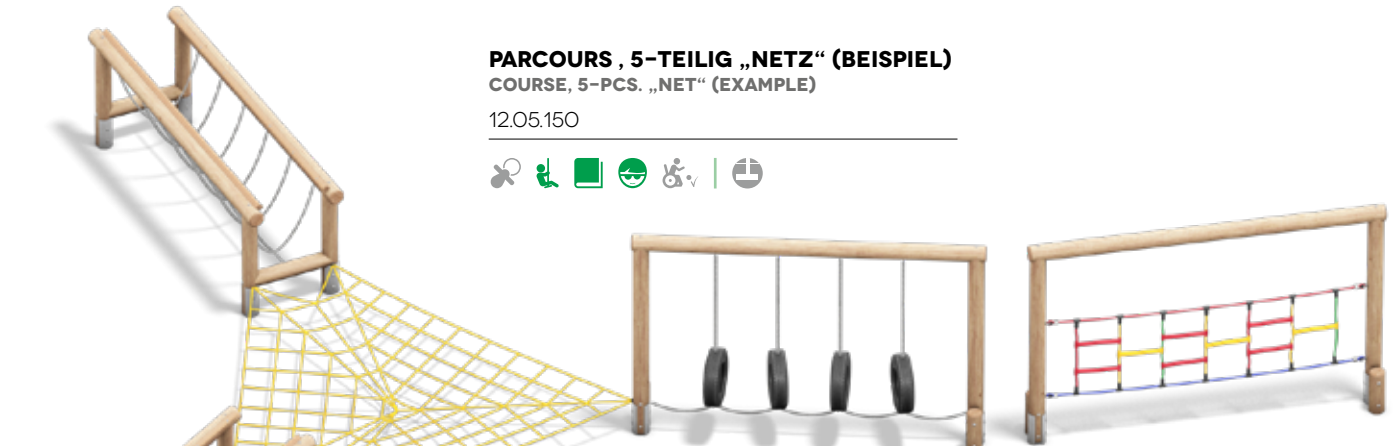 PARCOURS , 5-TEILIG „NETZ“ (BEISPIEL)
COURSE, 5-PCS. „NET“ (EXAMPLE)
12.05.150